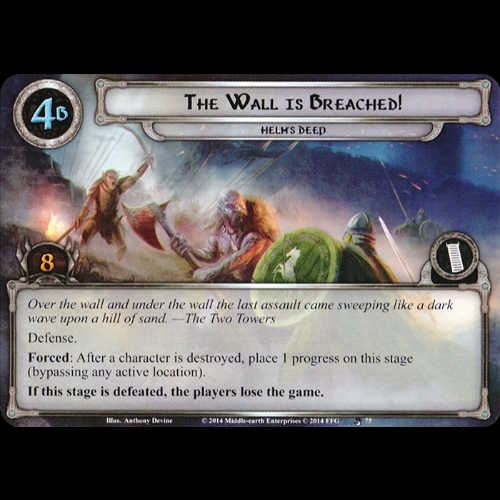 4B
THE WALL IS BREACHED!
HELM'S DEEP
8
Over the wall and under the wall the last assault came sweeping like a dark
wave upon a hill of sand. —The Two Towers
Defense.
Forced: After a character is destroyed, place 1 progress on this stage
(bypassing any active location).
If this stage is defeated, the players lose the game.
Illus. Anthony Devine © 2014 Middle-earth Enterprises © 2014 FFG 75